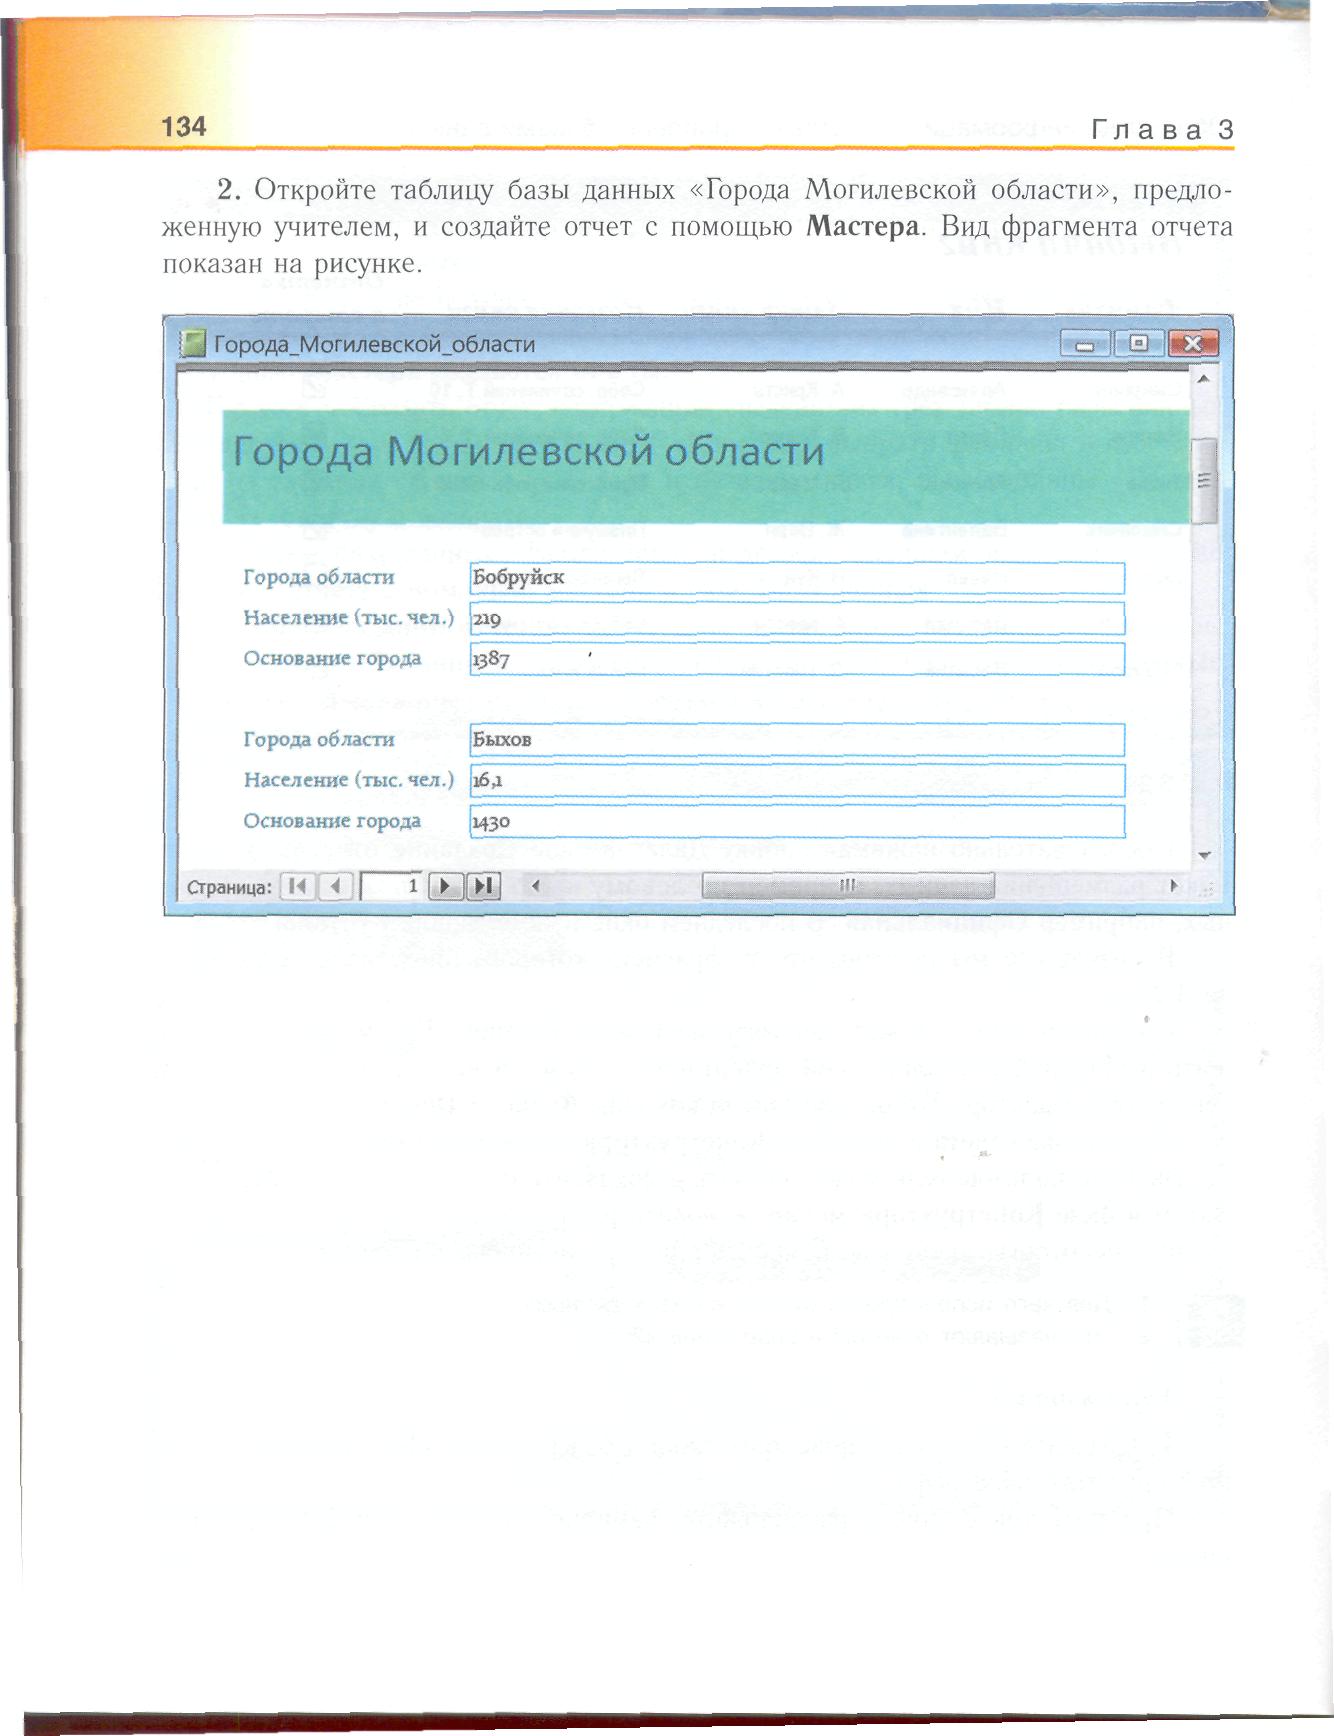 134
Глава 3
2. Откройте таблицу базы данных «Города Могилевской области», предло-
женную учителем, и создайте отчет с помощью Мастера. Вид фрагмента отчета
показан на рисунке.
Города_Могилевской_области
Города Могилевской области
Города области Бобруйск
Население (тыс. чел.) 219
Основание города 1387
Города области Быхов
Население (тыс. чел.) 16,1
Основание города 1430
Страница: 1